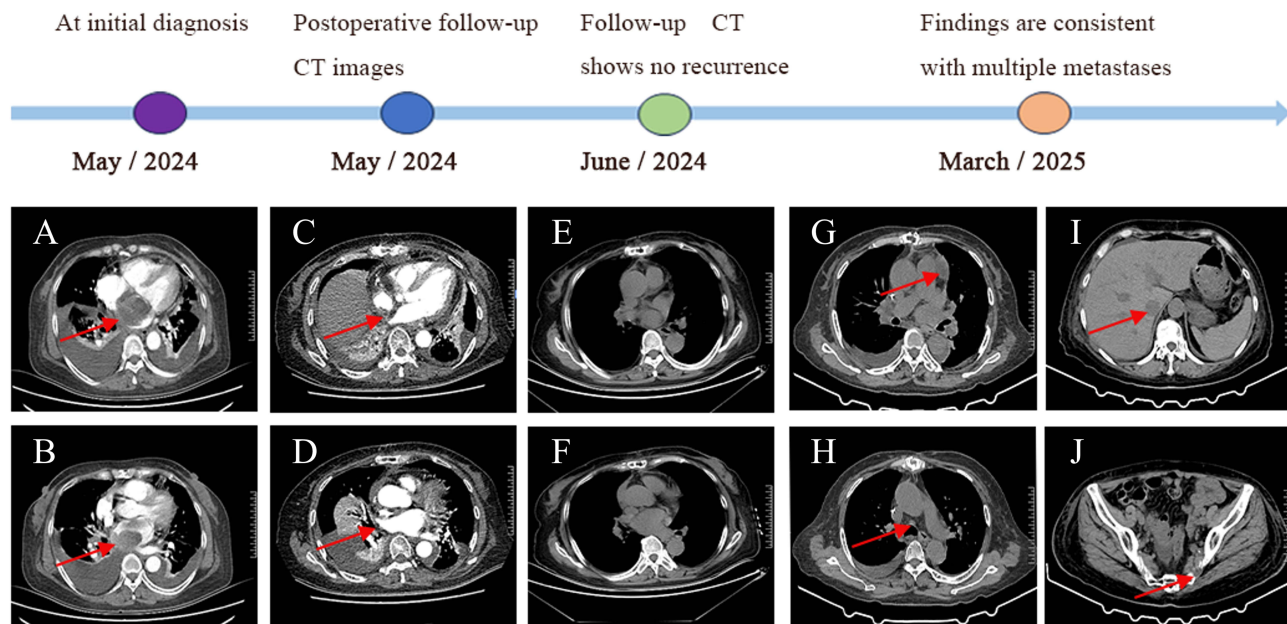 At initial diagnosis
Postoperative follow-up
CT images
Follow-up CT
shows no recurrence
Findings are consistent
with multiple metastases
May / 2024
May / 2024
June / 2024
March / 2025
A
C
E
G
I
B
D
F
H
J